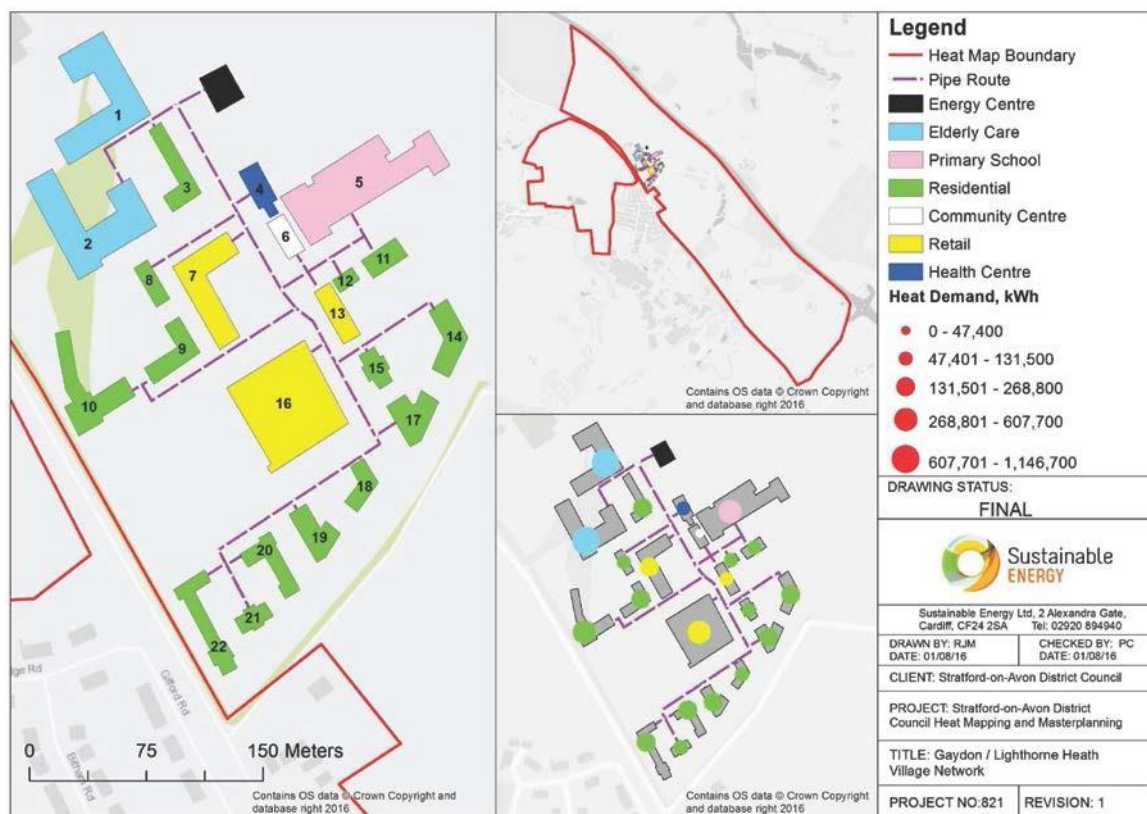 1
2
3
4
5
6
7
8
9
10
11
12
13
14
15
16
17
18
19
20
21
22
Gifford Rd
Bitham Rd
dge Rd
0 75 150 Meters
Contains OS data © Crown Copyright and
database right 2016
Contains OS data © Crown Copyright
and database right 2016
Contains OS data © Crown Copyright
and database right 2016
Legend
Heat Map Boundary
Pipe Route
Energy Centre
Elderly Care
Primary School
Residential
Community Centre
Retail
Health Centre
Heat Demand, kWh
0 - 47,400
47,401 - 131,500
131,501 - 268,800
268,801 - 607,700
607,701 - 1,146,700
DRAWING STATUS:
FINAL
Sustainable
ENERGY
Sustainable Energy Ltd, 2 Alexandra Gate,
Cardiff, CF24 2SA Tel: 02920 894940
DRAWN BY: RJM
DATE: 01/08/16
CHECKED BY: PC
DATE: 01/08/16
CLIENT: Stratford-on-Avon District Council
PROJECT: Stratford-on-Avon District
Council Heat Mapping and Masterplanning
TITLE: Gaydon / Lighthorne Heath
Village Network
PROJECT NO:821
REVISION: 1